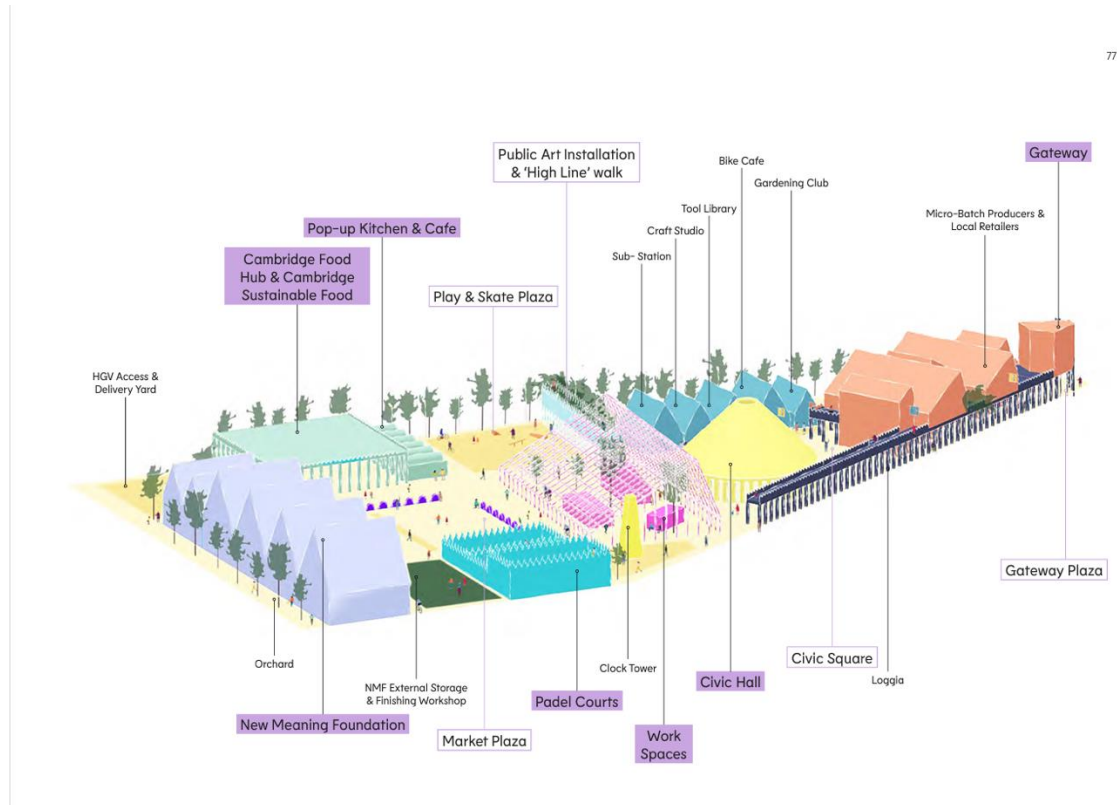 77
Public Art Installation
& 'High Line' walk
Bike Cafe
Gateway
Gardening Club
Tool Library
Micro-Batch Producers &
Local Retailers
Pop-up Kitchen & Cafe
Craft Studio
Sub- Station
Cambridge Food
Hub & Cambridge
Sustainable Food
Play & Skate Plaza
HGV Access &
Delivery Yard
Gateway Plaza
Orchard
Clock Tower
Civic Square
Loggia
NMF External Storage
& Finishing Workshop
Civic Hall
Padel Courts
New Meaning Foundation
Market Plaza
Work
Spaces